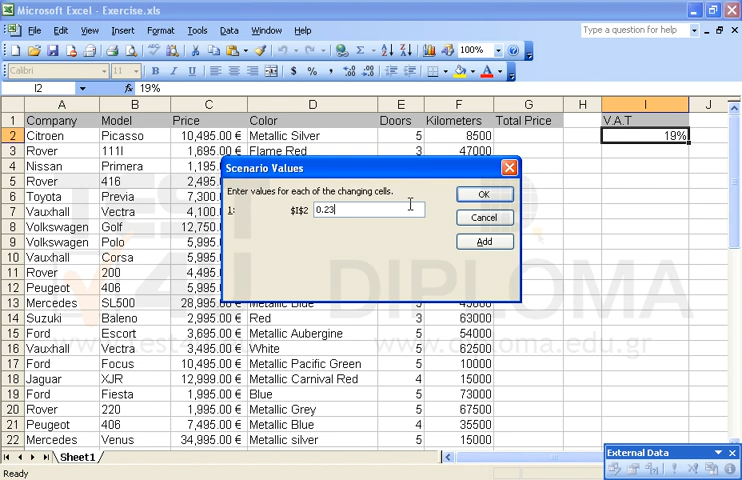 Microsoft Excel - Exercise.xls
File Edit View Insert Format Tools Data Window Help Type a question for help
100%
Calibri 11 B I U $ % ,
I2 19%
A B C D E F G H I J
1 Company Model Price Color Doors Kilometers Total Price V.A.T
2 Citroen Picasso 10,495.00 € Metallic Silver 5 8500 19%
3 Rover 111I 1,695.00 € Flame Red 3 47000
4 Nissan Primera 1,195.
5 Rover 416 2,495.
6 Toyota Previa 7,300.
7 Vauxhall Vectra 4,100.
8 Volkswagen Golf 12,750.
9 Volkswagen Polo 5,995.
10 Vauxhall Corsa 5,995.
11 Rover 200 4,495.
12 Peugeot 406 5,995.
13 Mercedes SL500 28,995.00 € Metallic Blue 3 45000
14 Suzuki Baleno 2,995.00 € Red 3 63000
15 Ford Escort 3,695.00 € Metallic Aubergine 5 54000
16 Vauxhall Vectra 3,495.00 € White 5 62500
17 Ford Focus 10,495.00 € Metallic Pacific Green 5 10000
18 Jaguar XJR 12,999.00 € Metallic Carnival Red 4 15000
19 Ford Fiesta 1,995.00 € Blue 5 73000
20 Rover 220 1,995.00 € Metallic Grey 5 67500
21 Peugeot 406 7,495.00 € Metallic Blue 4 35500
22 Mercedes Venus 34,995.00 € Metallic silver 5 15000
Scenario Values
Enter values for each of the changing cells.
1: $I$2 0.23
OK
Cancel
Add
TEST 4U DIPLOMA
www.diploma.edu.gr
Sheet1
External Data
Ready